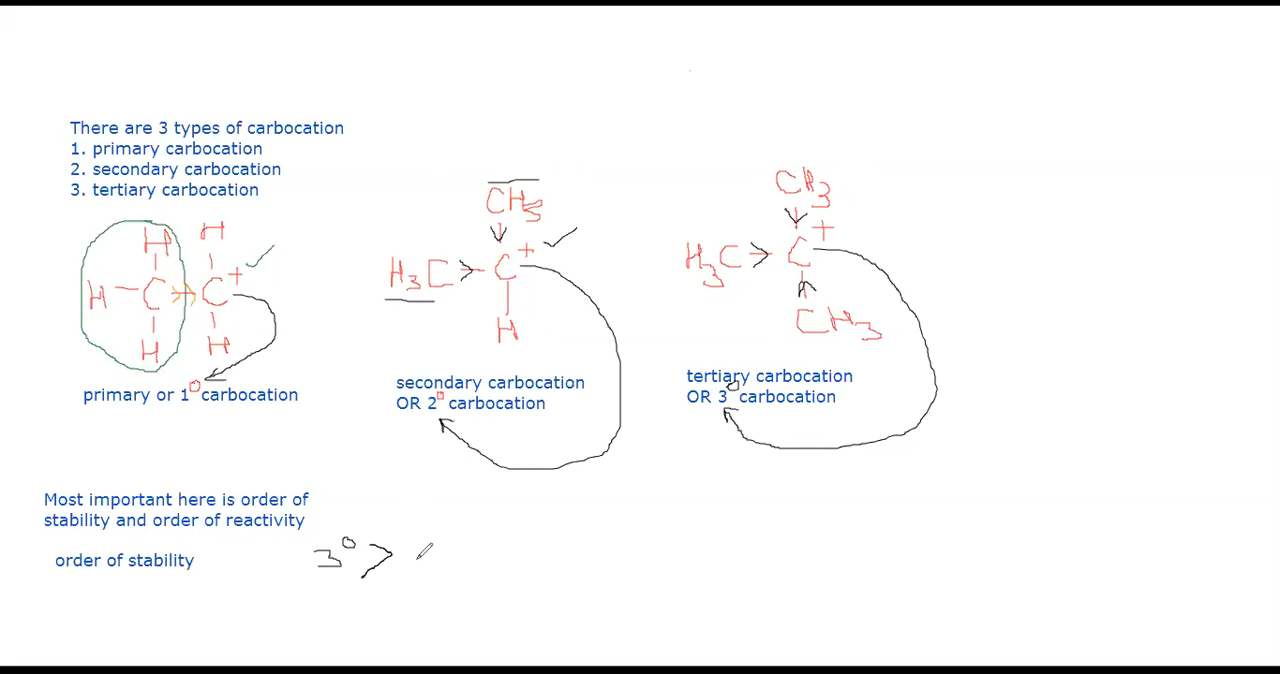 There are 3 types of carbocation
1. primary carbocation
2. secondary carbocation
3. tertiary carbocation
H H
H C C +
H H
primary or 1° carbocation
CH3
H3C C +
H
secondary carbocation
OR 2° carbocation
CH3
H3C C +
CH3
tertiary carbocation
OR 3° carbocation
Most important here is order of
stability and order of reactivity
order of stability 3° >